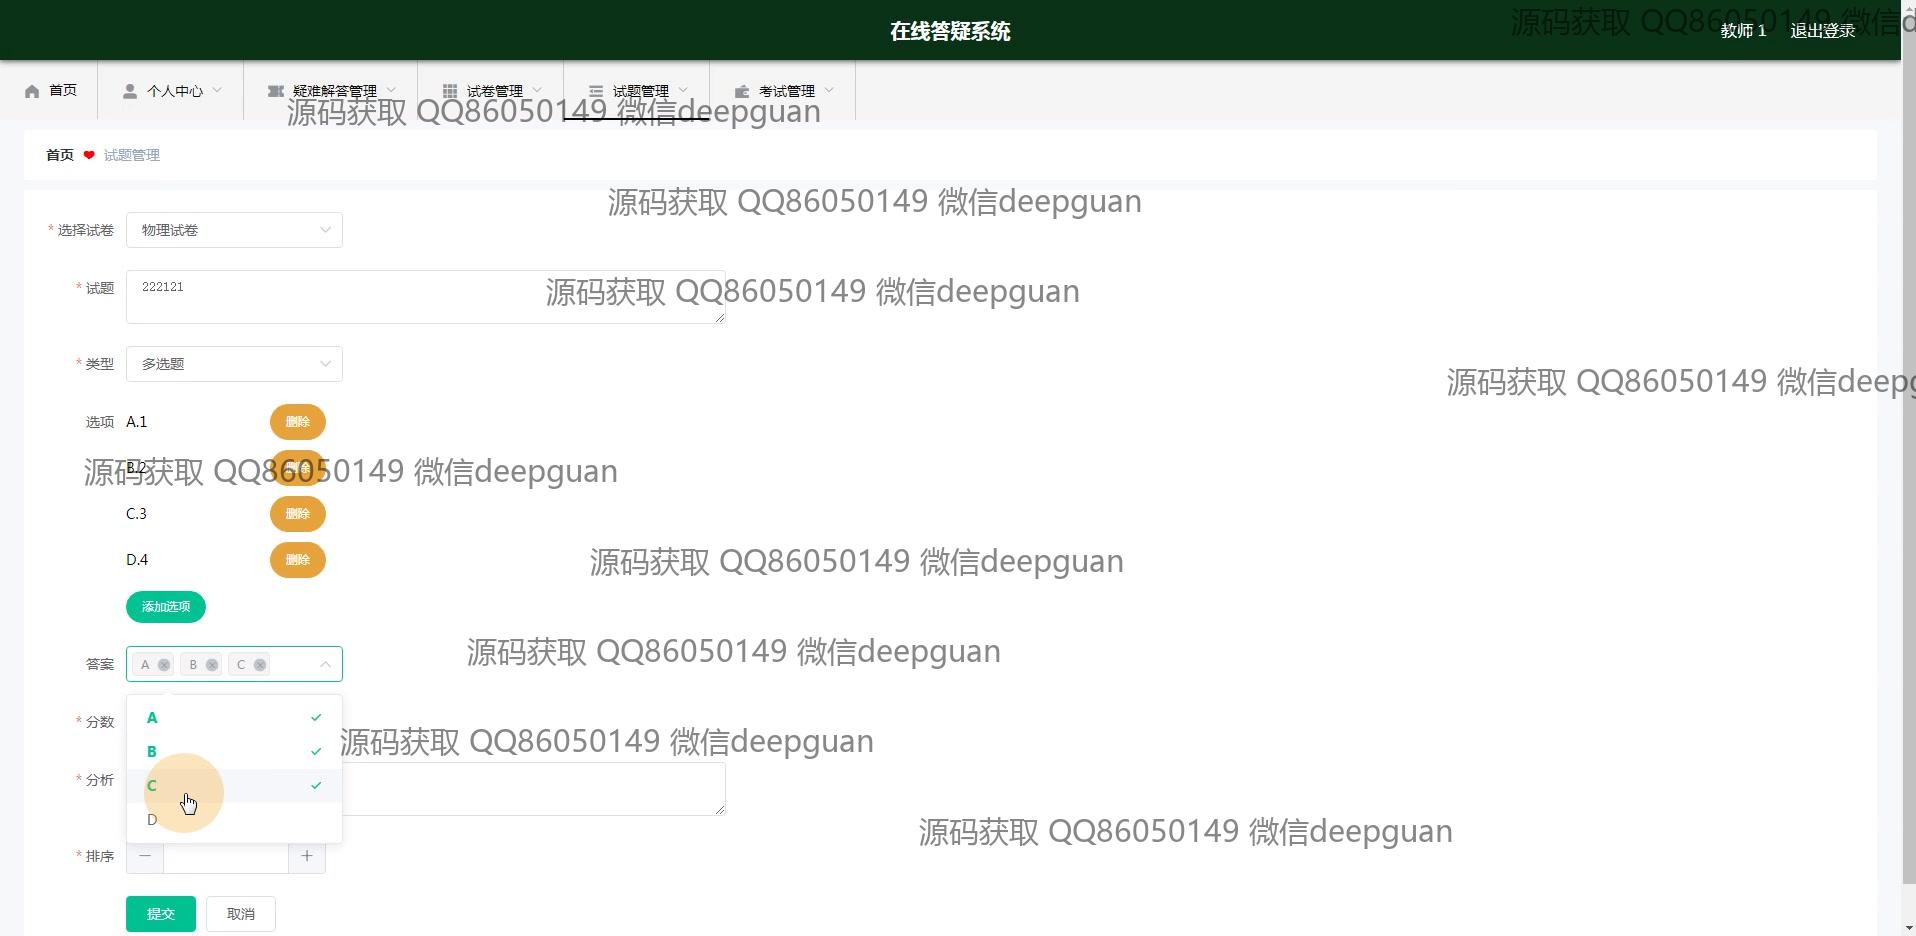 在线答疑系统
教师 1 退出登录
源码获取 QQ86050149 微信d
首页 个人中心 疑难解答管理 试卷管理 试题管理 考试管理
源码获取 QQ86050149 微信deepguan
首页 试题管理
源码获取 QQ86050149 微信deepguan
* 选择试卷 物理试卷
* 试题 222121
源码获取 QQ86050149 微信deepguan
* 类型 多选题
源码获取 QQ86050149 微信deepg
选项 A.1 删除
B.2 删除
源码获取 QQ86050149 微信deepguan
C.3 删除
D.4 删除
源码获取 QQ86050149 微信deepguan
添加选项
答案 A B C
源码获取 QQ86050149 微信deepguan
A
* 分数
B
源码获取 QQ86050149 微信deepguan
* 分析
C
D
源码获取 QQ86050149 微信deepguan
* 排序
提交 取消